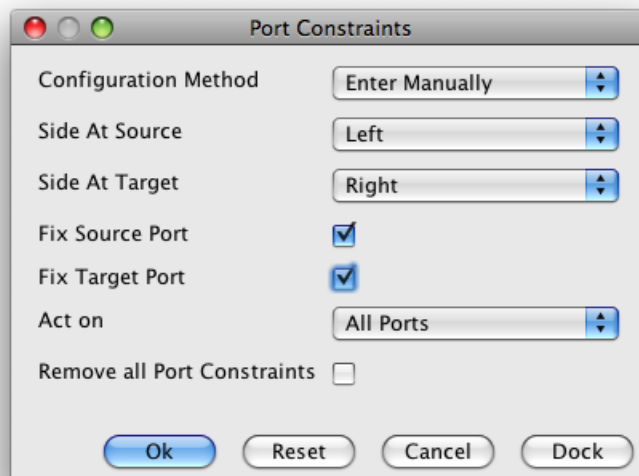 Port Constraints
Configuration Method Enter Manually
Side At Source Left
Side At Target Right
Fix Source Port
Fix Target Port
Act on All Ports
Remove all Port Constraints
Ok Reset Cancel Dock